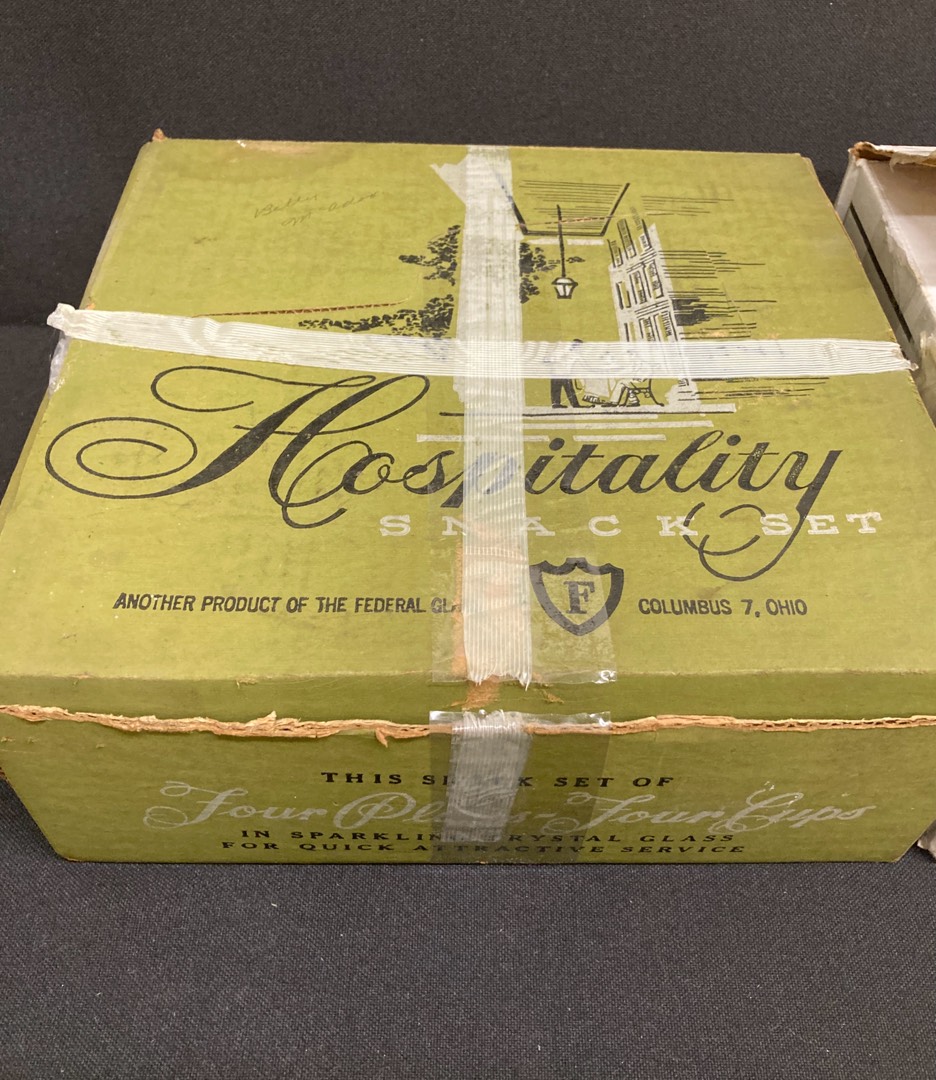 Hospitality
SNACK SET
ANOTHER PRODUCT OF THE FEDERAL GL
F
COLUMBUS 7, OHIO
THIS S K SET OF
Four Pl s - Four Cups
IN SPARKLIN RYSTAL GLASS
FOR QUICK ATTRACTIVE SERVICE